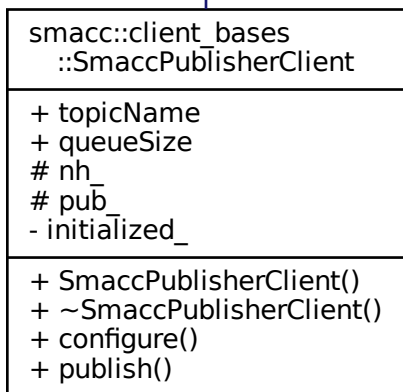 smacc::client_bases
::SmaccPublisherClient
+ topicName
+ queueSize
# nh_
# pub_
- initialized_
+ SmaccPublisherClient()
+ ~SmaccPublisherClient()
+ configure()
+ publish()